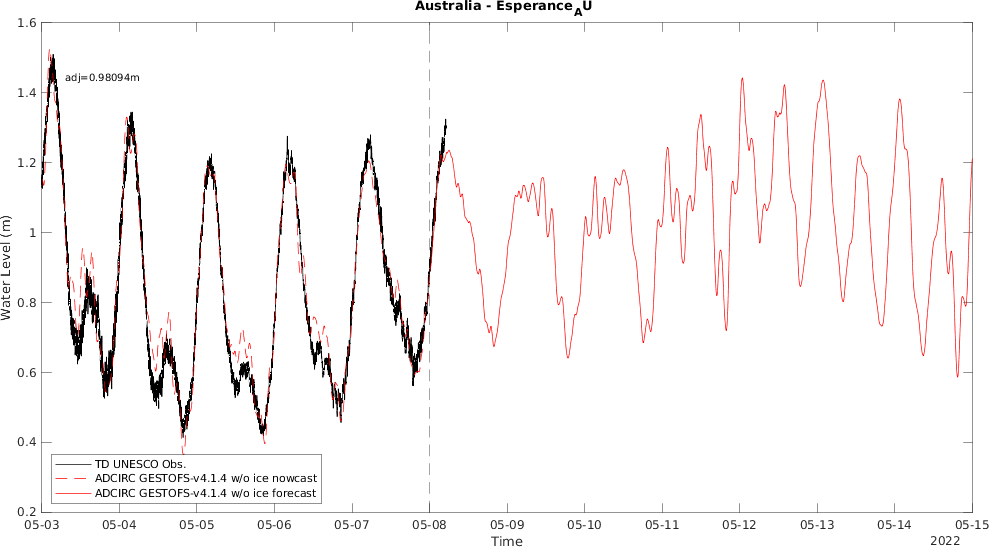 Australia - Esperance_AU
1.6
1.4
1.2
1
0.8
0.6
0.4
0.2
Water Level (m)
adj=0.98094m
TD UNESCO Obs.
ADCIRC GESTOFS-v4.1.4 w/o ice nowcast
ADCIRC GESTOFS-v4.1.4 w/o ice forecast
05-03 05-04 05-05 05-06 05-07 05-08 05-09 05-10 05-11 05-12 05-13 05-14 05-15
Time
2022